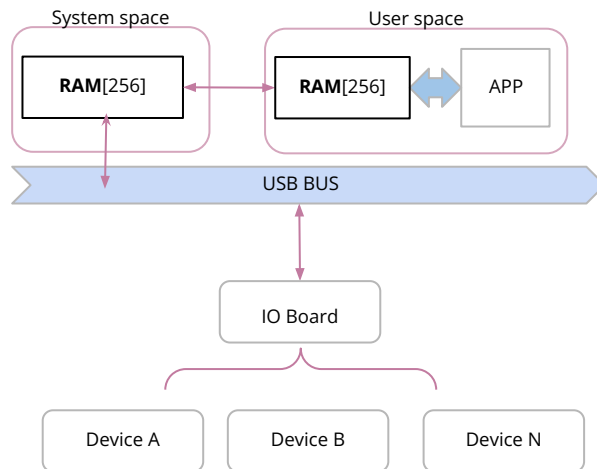 System space
User space
RAM[256]
RAM[256]
APP
USB BUS
IO Board
Device A
Device B
Device N